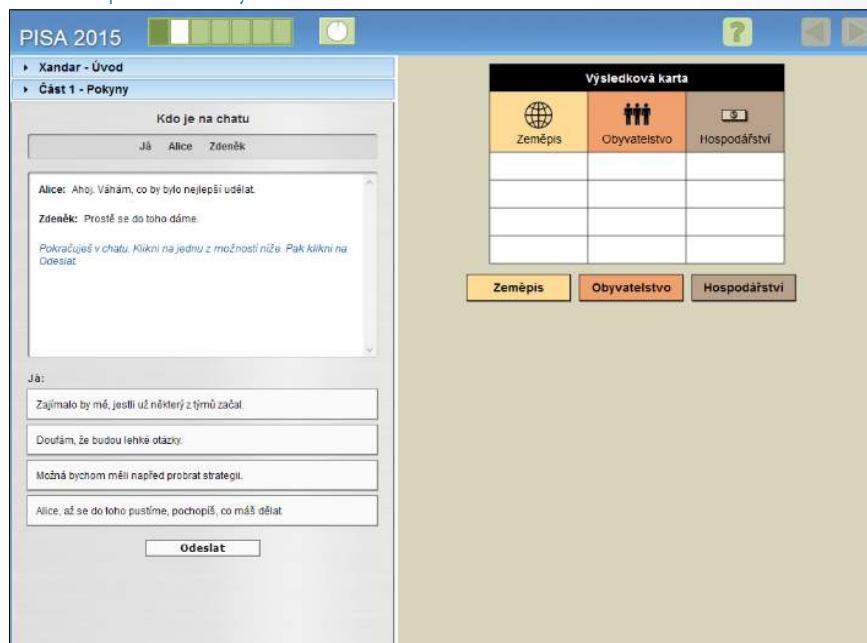 PISA 2015
?
Xandar - Úvod
Část 1 - Pokyny
Kdo je na chatu
Já Alice Zdeněk
Alice: Ahoj. Váhám, co by bylo nejlepší udělat.
Zdeněk: Prostě se do toho dáme.
Pokračuješ v chatu. Klikni na jednu z možností níže. Pak klikni na
Odeslat.
Já:
Zajímalo by mě, jestli už některý z týmů začal.
Doufám, že budou lehké otázky.
Možná bychom měli napřed probrat strategii.
Alice, až se do toho pustíme, pochopíš, co máš dělat.
Odeslat
Výsledková karta
Zeměpis Obyvatelstvo Hospodářství
Zeměpis Obyvatelstvo Hospodářství